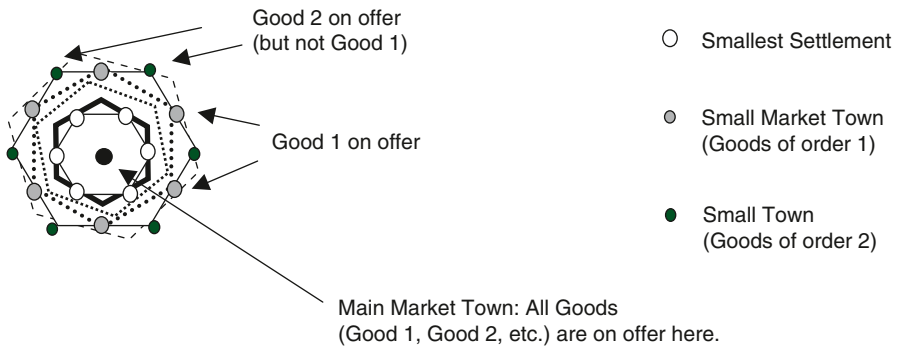 Good 2 on offer
(but not Good 1)
Good 1 on offer
Main Market Town: All Goods
(Good 1, Good 2, etc.) are on offer here.
Smallest Settlement
Small Market Town
(Goods of order 1)
Small Town
(Goods of order 2)